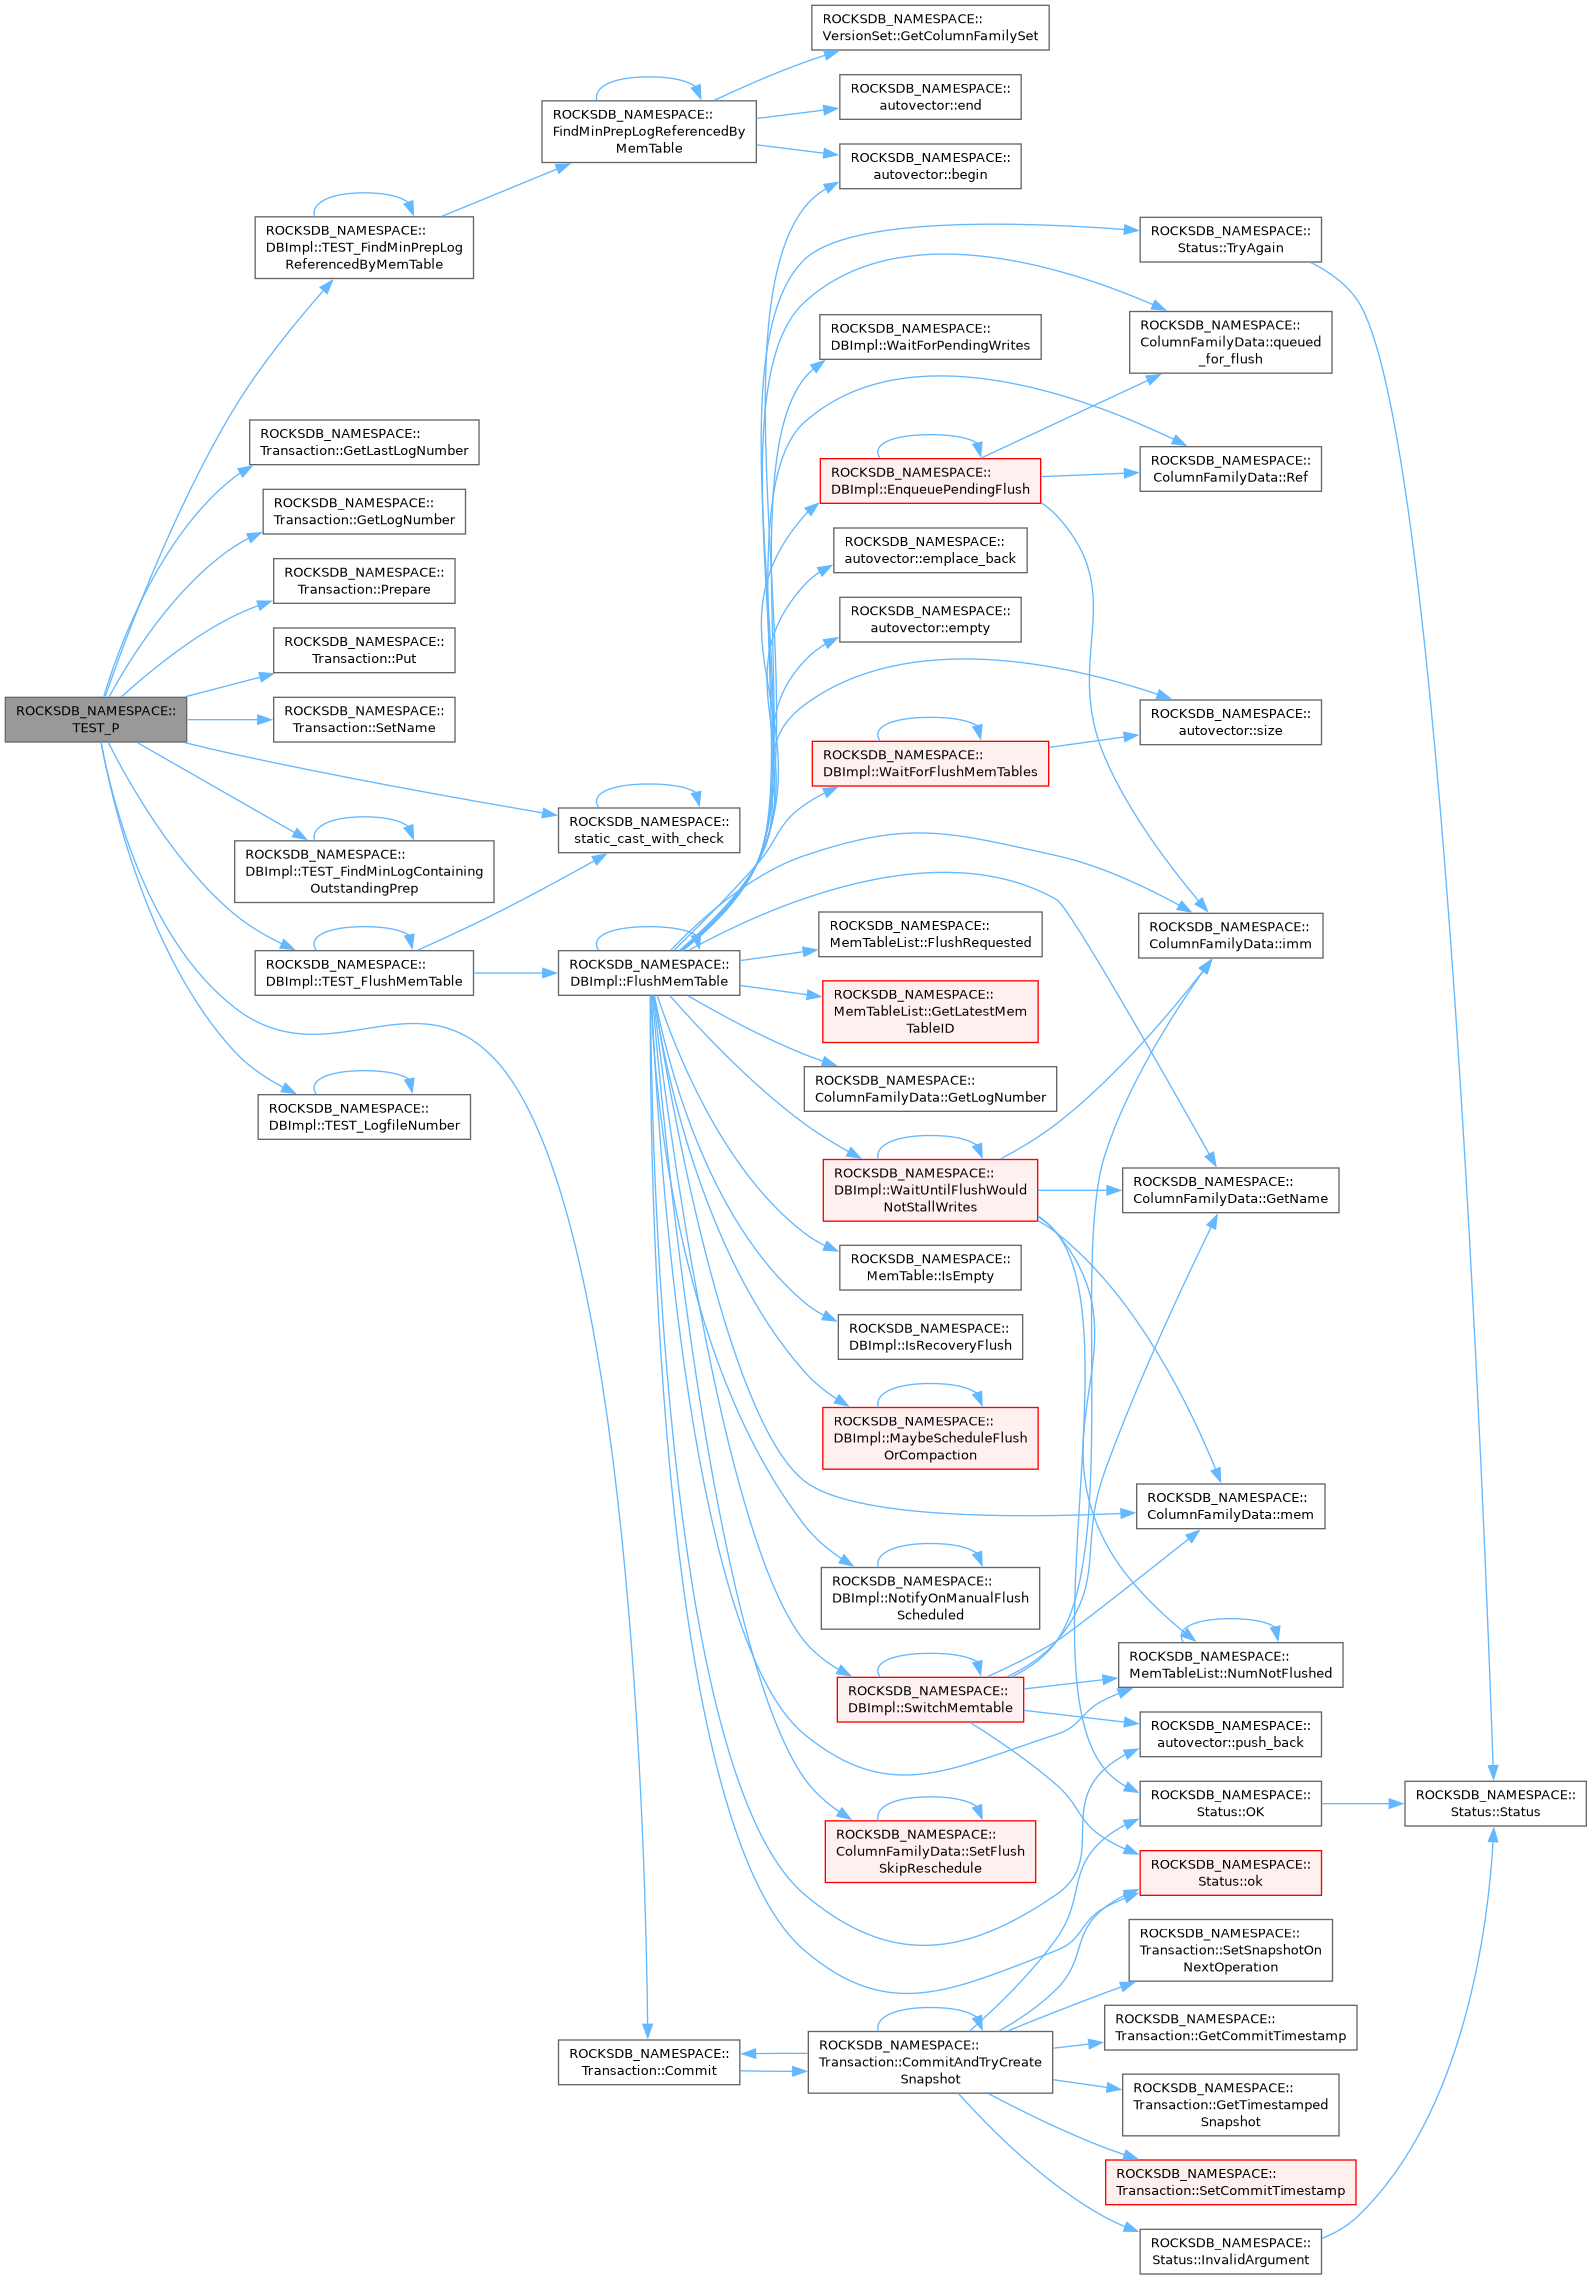 ROCKSDB_NAMESPACE::
TEST_P
ROCKSDB_NAMESPACE::
DBImpl::TEST_FindMinPrepLog
ReferencedByMemTable
ROCKSDB_NAMESPACE::
Transaction::GetLastLogNumber
ROCKSDB_NAMESPACE::
Transaction::GetLogNumber
ROCKSDB_NAMESPACE::
Transaction::Prepare
ROCKSDB_NAMESPACE::
Transaction::Put
ROCKSDB_NAMESPACE::
Transaction::SetName
ROCKSDB_NAMESPACE::
DBImpl::TEST_FindMinLogContaining
OutstandingPrep
ROCKSDB_NAMESPACE::
DBImpl::TEST_FlushMemTable
ROCKSDB_NAMESPACE::
DBImpl::TEST_LogfileNumber
ROCKSDB_NAMESPACE::
FindMinPrepLogReferencedBy
MemTable
ROCKSDB_NAMESPACE::
static_cast_with_check
ROCKSDB_NAMESPACE::
DBImpl::FlushMemTable
ROCKSDB_NAMESPACE::
Transaction::Commit
ROCKSDB_NAMESPACE::
VersionSet::GetColumnFamilySet
ROCKSDB_NAMESPACE::
autovector::end
ROCKSDB_NAMESPACE::
autovector::begin
ROCKSDB_NAMESPACE::
DBImpl::WaitForPendingWrites
ROCKSDB_NAMESPACE::
DBImpl::EnqueuePendingFlush
ROCKSDB_NAMESPACE::
autovector::emplace_back
ROCKSDB_NAMESPACE::
autovector::empty
ROCKSDB_NAMESPACE::
DBImpl::WaitForFlushMemTables
ROCKSDB_NAMESPACE::
MemTableList::FlushRequested
ROCKSDB_NAMESPACE::
MemTableList::GetLatestMem
TableID
ROCKSDB_NAMESPACE::
ColumnFamilyData::GetLogNumber
ROCKSDB_NAMESPACE::
DBImpl::WaitUntilFlushWould
NotStallWrites
ROCKSDB_NAMESPACE::
MemTable::IsEmpty
ROCKSDB_NAMESPACE::
DBImpl::IsRecoveryFlush
ROCKSDB_NAMESPACE::
DBImpl::MaybeScheduleFlush
OrCompaction
ROCKSDB_NAMESPACE::
DBImpl::NotifyOnManualFlush
Scheduled
ROCKSDB_NAMESPACE::
DBImpl::SwitchMemtable
ROCKSDB_NAMESPACE::
ColumnFamilyData::SetFlush
SkipReschedule
ROCKSDB_NAMESPACE::
Transaction::CommitAndTryCreate
Snapshot
ROCKSDB_NAMESPACE::
Status::TryAgain
ROCKSDB_NAMESPACE::
ColumnFamilyData::queued
_for_flush
ROCKSDB_NAMESPACE::
ColumnFamilyData::Ref
ROCKSDB_NAMESPACE::
autovector::size
ROCKSDB_NAMESPACE::
ColumnFamilyData::imm
ROCKSDB_NAMESPACE::
ColumnFamilyData::GetName
ROCKSDB_NAMESPACE::
ColumnFamilyData::mem
ROCKSDB_NAMESPACE::
MemTableList::NumNotFlushed
ROCKSDB_NAMESPACE::
autovector::push_back
ROCKSDB_NAMESPACE::
Status::OK
ROCKSDB_NAMESPACE::
Status::ok
ROCKSDB_NAMESPACE::
Transaction::SetSnapshotOn
NextOperation
ROCKSDB_NAMESPACE::
Transaction::GetCommitTimestamp
ROCKSDB_NAMESPACE::
Transaction::GetTimestamped
Snapshot
ROCKSDB_NAMESPACE::
Transaction::SetCommitTimestamp
ROCKSDB_NAMESPACE::
Status::InvalidArgument
ROCKSDB_NAMESPACE::
Status::Status